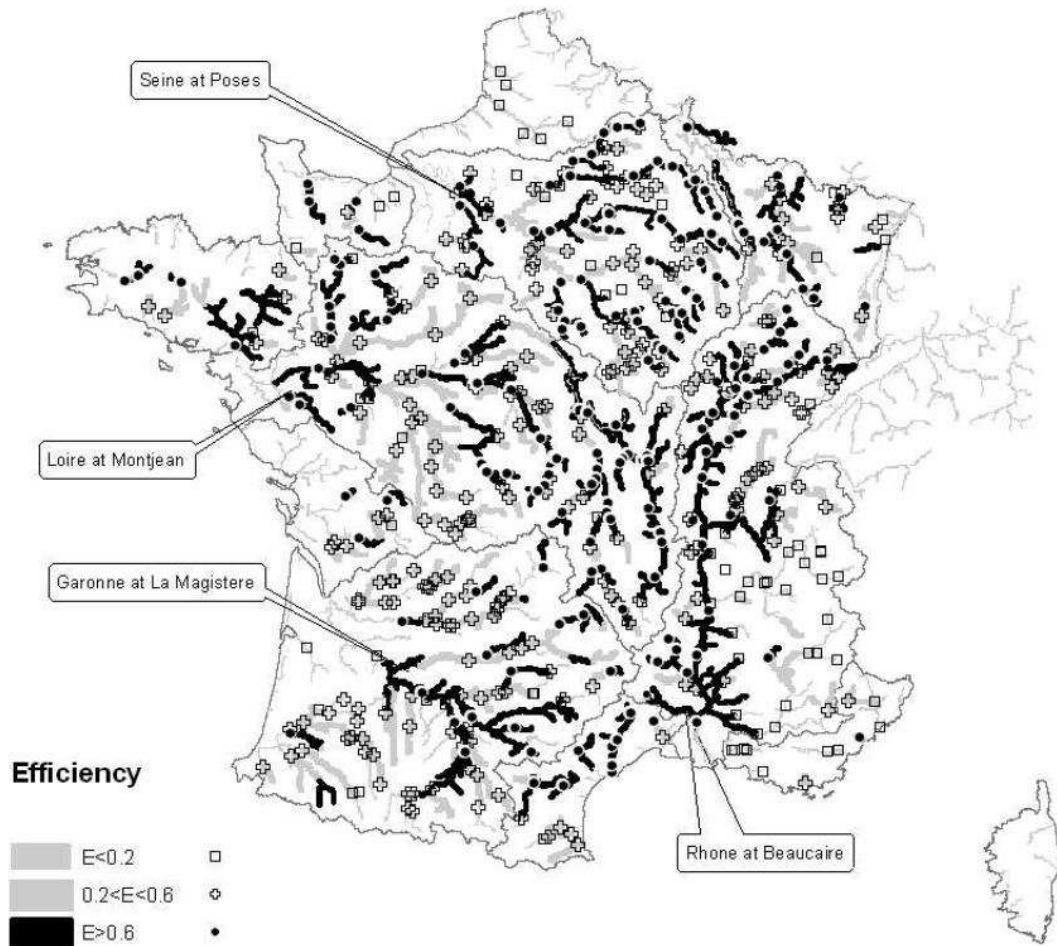 Seine at Poses
Loire at Montjean
Garonne at La Magistere
Rhone at Beaucaire
Efficiency
E<0.2
0.2<E<0.6
E>0.6